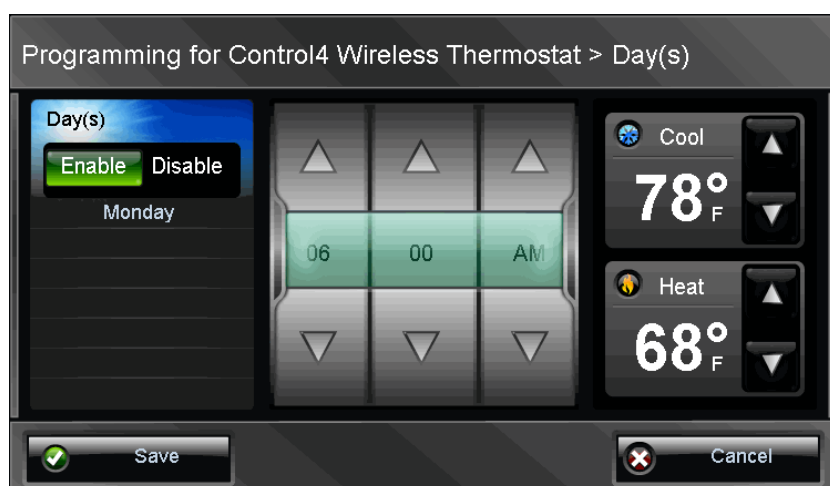 Programming for Control4 Wireless Thermostat > Day(s)
Day(s)
Enable Disable
Monday
06 00 AM
Cool
78°F
Heat
68°F
Save
Cancel